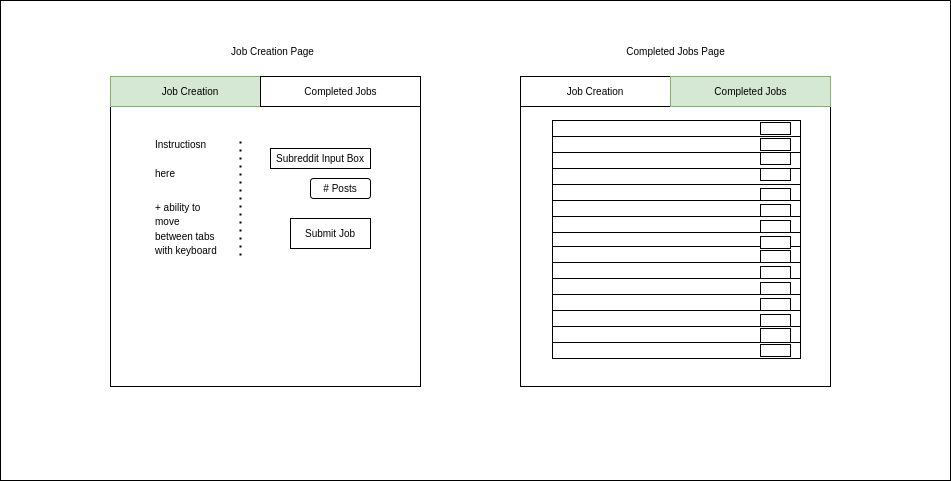 Job Creation Page
Completed Jobs Page
Job Creation
Completed Jobs
Job Creation
Completed Jobs
Instructiosn
here
+ ability to
move
between tabs
with keyboard
Subreddit Input Box
# Posts
Submit Job